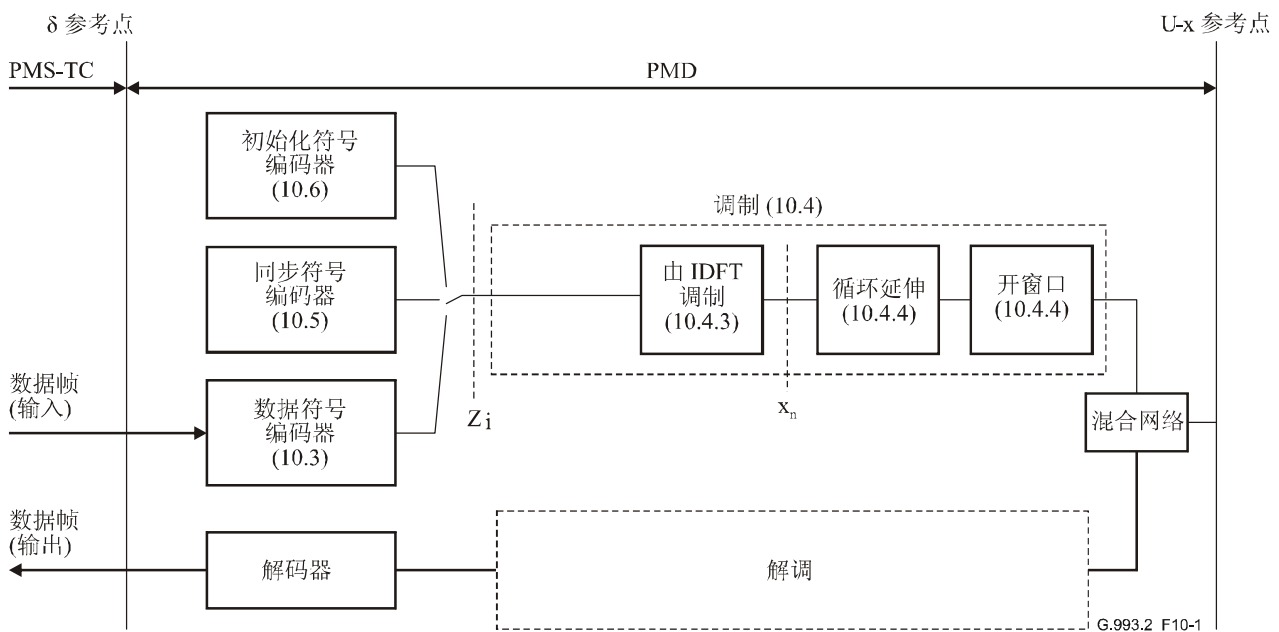 δ 参考点
U-x 参考点
PMS-TC
PMD
初始化符号
编码器
(10.6)
调制 (10.4)
同步符号
编码器
(10.5)
由 IDFT
调制
(10.4.3)
循环延伸
(10.4.4)
开窗口
(10.4.4)
数据帧
(输入)
数据符号
编码器
(10.3)
Zi
xn
混合网络
数据帧
(输出)
解码器
解调
G.993.2 F10-1